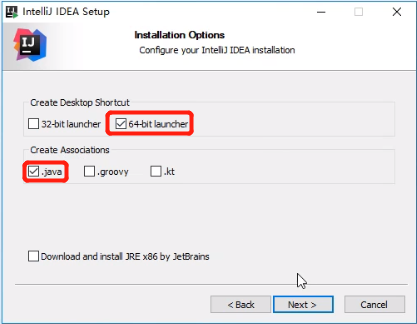 IntelliJ IDEA Setup
IJ
Installation Options
Configure your IntelliJ IDEA installation
Create Desktop Shortcut
32-bit launcher 64-bit launcher
Create Associations
.java .groovy .kt
Download and install JRE x86 by JetBrains
< Back Next > Cancel